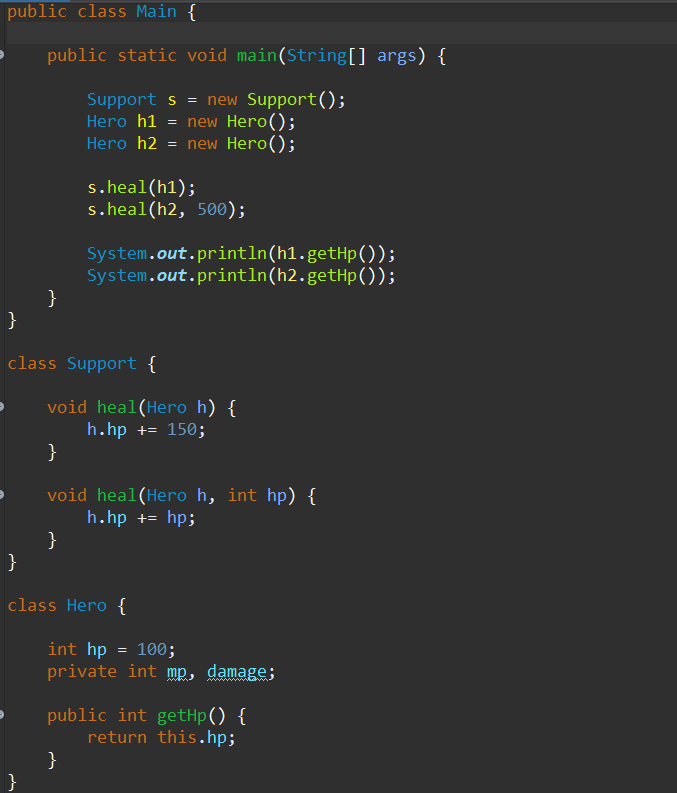 public class Main {
public static void main(String[] args) {
Support s = new Support();
Hero h1 = new Hero();
Hero h2 = new Hero();
s.heal(h1);
s.heal(h2, 500);
System.out.println(h1.getHp());
System.out.println(h2.getHp());
}
}
class Support {
void heal(Hero h) {
h.hp += 150;
}
void heal(Hero h, int hp) {
h.hp += hp;
}
}
class Hero {
int hp = 100;
private int mp, damage;
public int getHp() {
return this.hp;
}
}